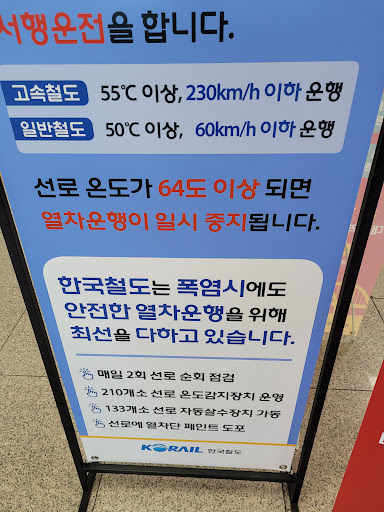 서행운전을 합니다.
고속철도 55℃ 이상, 230km/h 이하 운행
일반철도 50℃ 이상, 60km/h 이하 운행
선로 온도가 64도 이상 되면
열차운행이 일시 중지됩니다.
한국철도는 폭염시에도
안전한 열차운행을 위해
최선을 다하고 있습니다.
매일 2회 선로 순회 점검
210개소 선로 온도감지장치 운영
133개소 선로 자동살수장치 가동
선로에 열차단 페인트 도포
KORAIL 한국철도